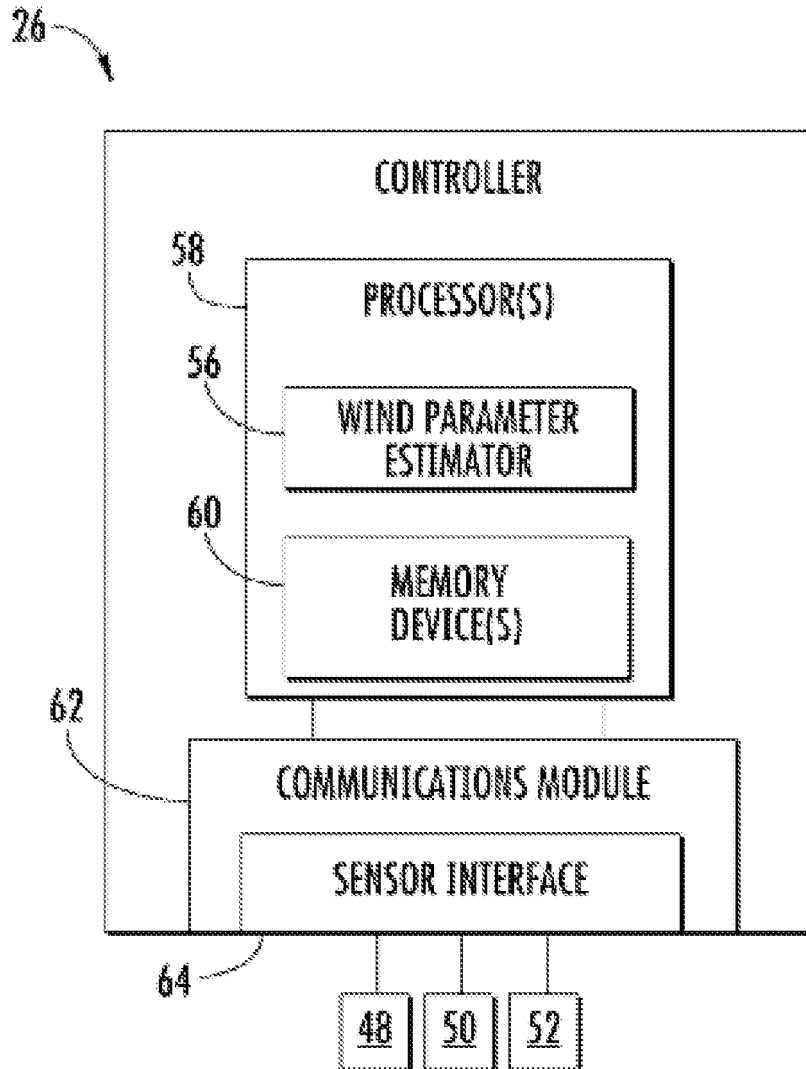 26
CONTROLLER
58
PROCESSOR(S)
56
WIND PARAMETER
ESTIMATOR
60
MEMORY
DEVICE(S)
62
COMMUNICATIONS MODULE
SENSOR INTERFACE
64
48 50 52